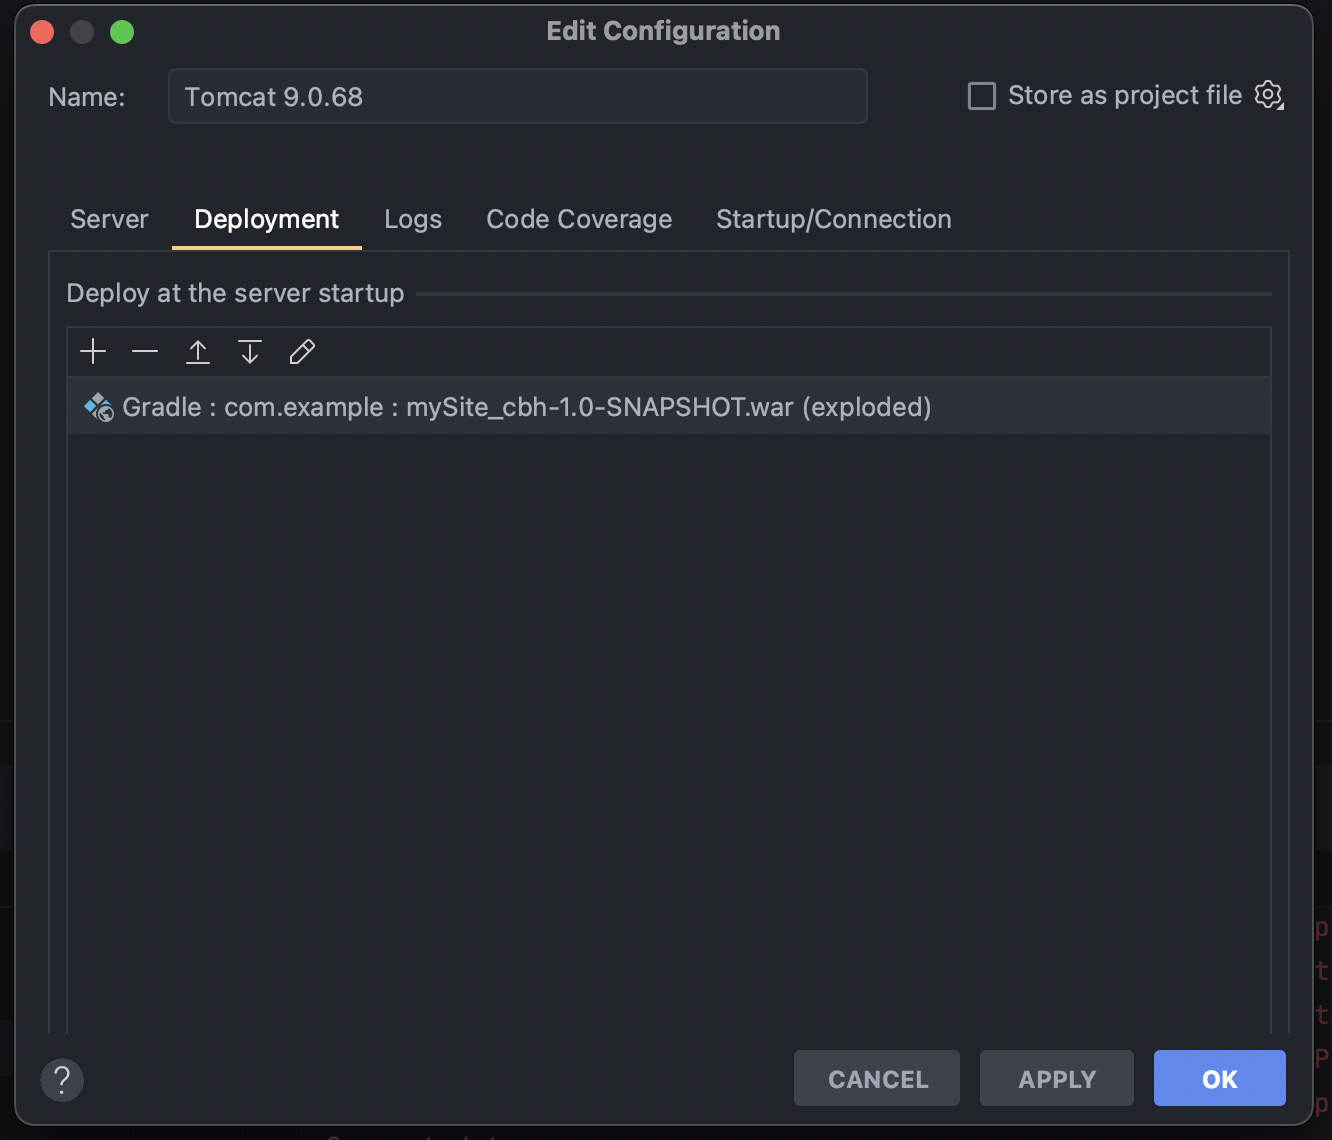 Edit Configuration
Name:
Tomcat 9.0.68
Store as project file
Server
Deployment
Logs
Code Coverage
Startup/Connection
Deploy at the server startup
Gradle : com.example : mySite_cbh-1.0-SNAPSHOT.war (exploded)
p
t
t
P
p
?
CANCEL
APPLY
OK